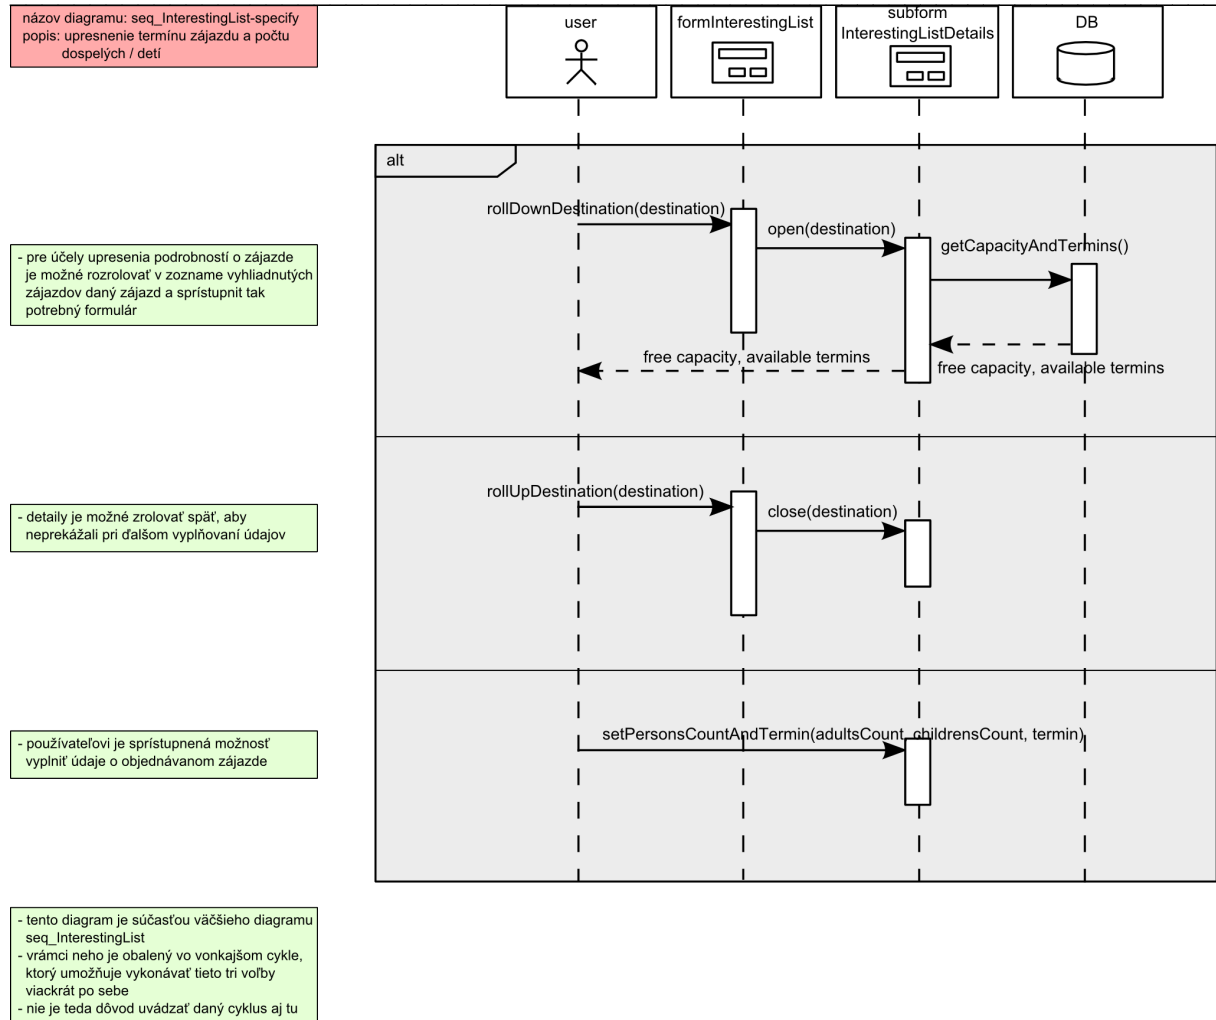 názov diagramu: seq_InterestingList-specify
popis: upresnenie termínu zájazdu a počtu
dospelých / detí
user
formInterestingList
subform
InterestingListDetails
DB
alt
rollDownDestination(destination)
open(destination)
getCapacityAndTermins()
- pre účely upresenia podrobností o zájazde
je možné rozrolovať v zozname vyhliadnutých
zájazdov daný zájazd a sprístupnit tak
potrebný formulár
free capacity, available termins
free capacity, available termins
rollUpDestination(destination)
close(destination)
- detaily je možné zrolovať späť, aby
neprekážali pri ďalšom vyplňovaní údajov
setPersonsCountAndTermin(adultsCount, childrensCount, termin)
- používateľovi je sprístupnená možnosť
vyplniť údaje o objednávanom zájazde
- tento diagram je súčasťou väčšieho diagramu
seq_InterestingList
- vrámci neho je obalený vo vonkajšom cykle,
ktorý umožňuje vykonávať tieto tri voľby
viackrát po sebe
- nie je teda dôvod uvádzať daný cyklus aj tu